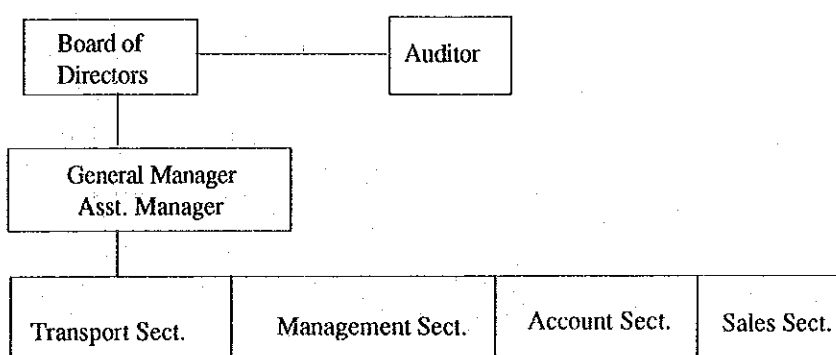 Board of
Directors
Auditor
General Manager
Asst. Manager
Transport Sect.
Management Sect.
Account Sect.
Sales Sect.